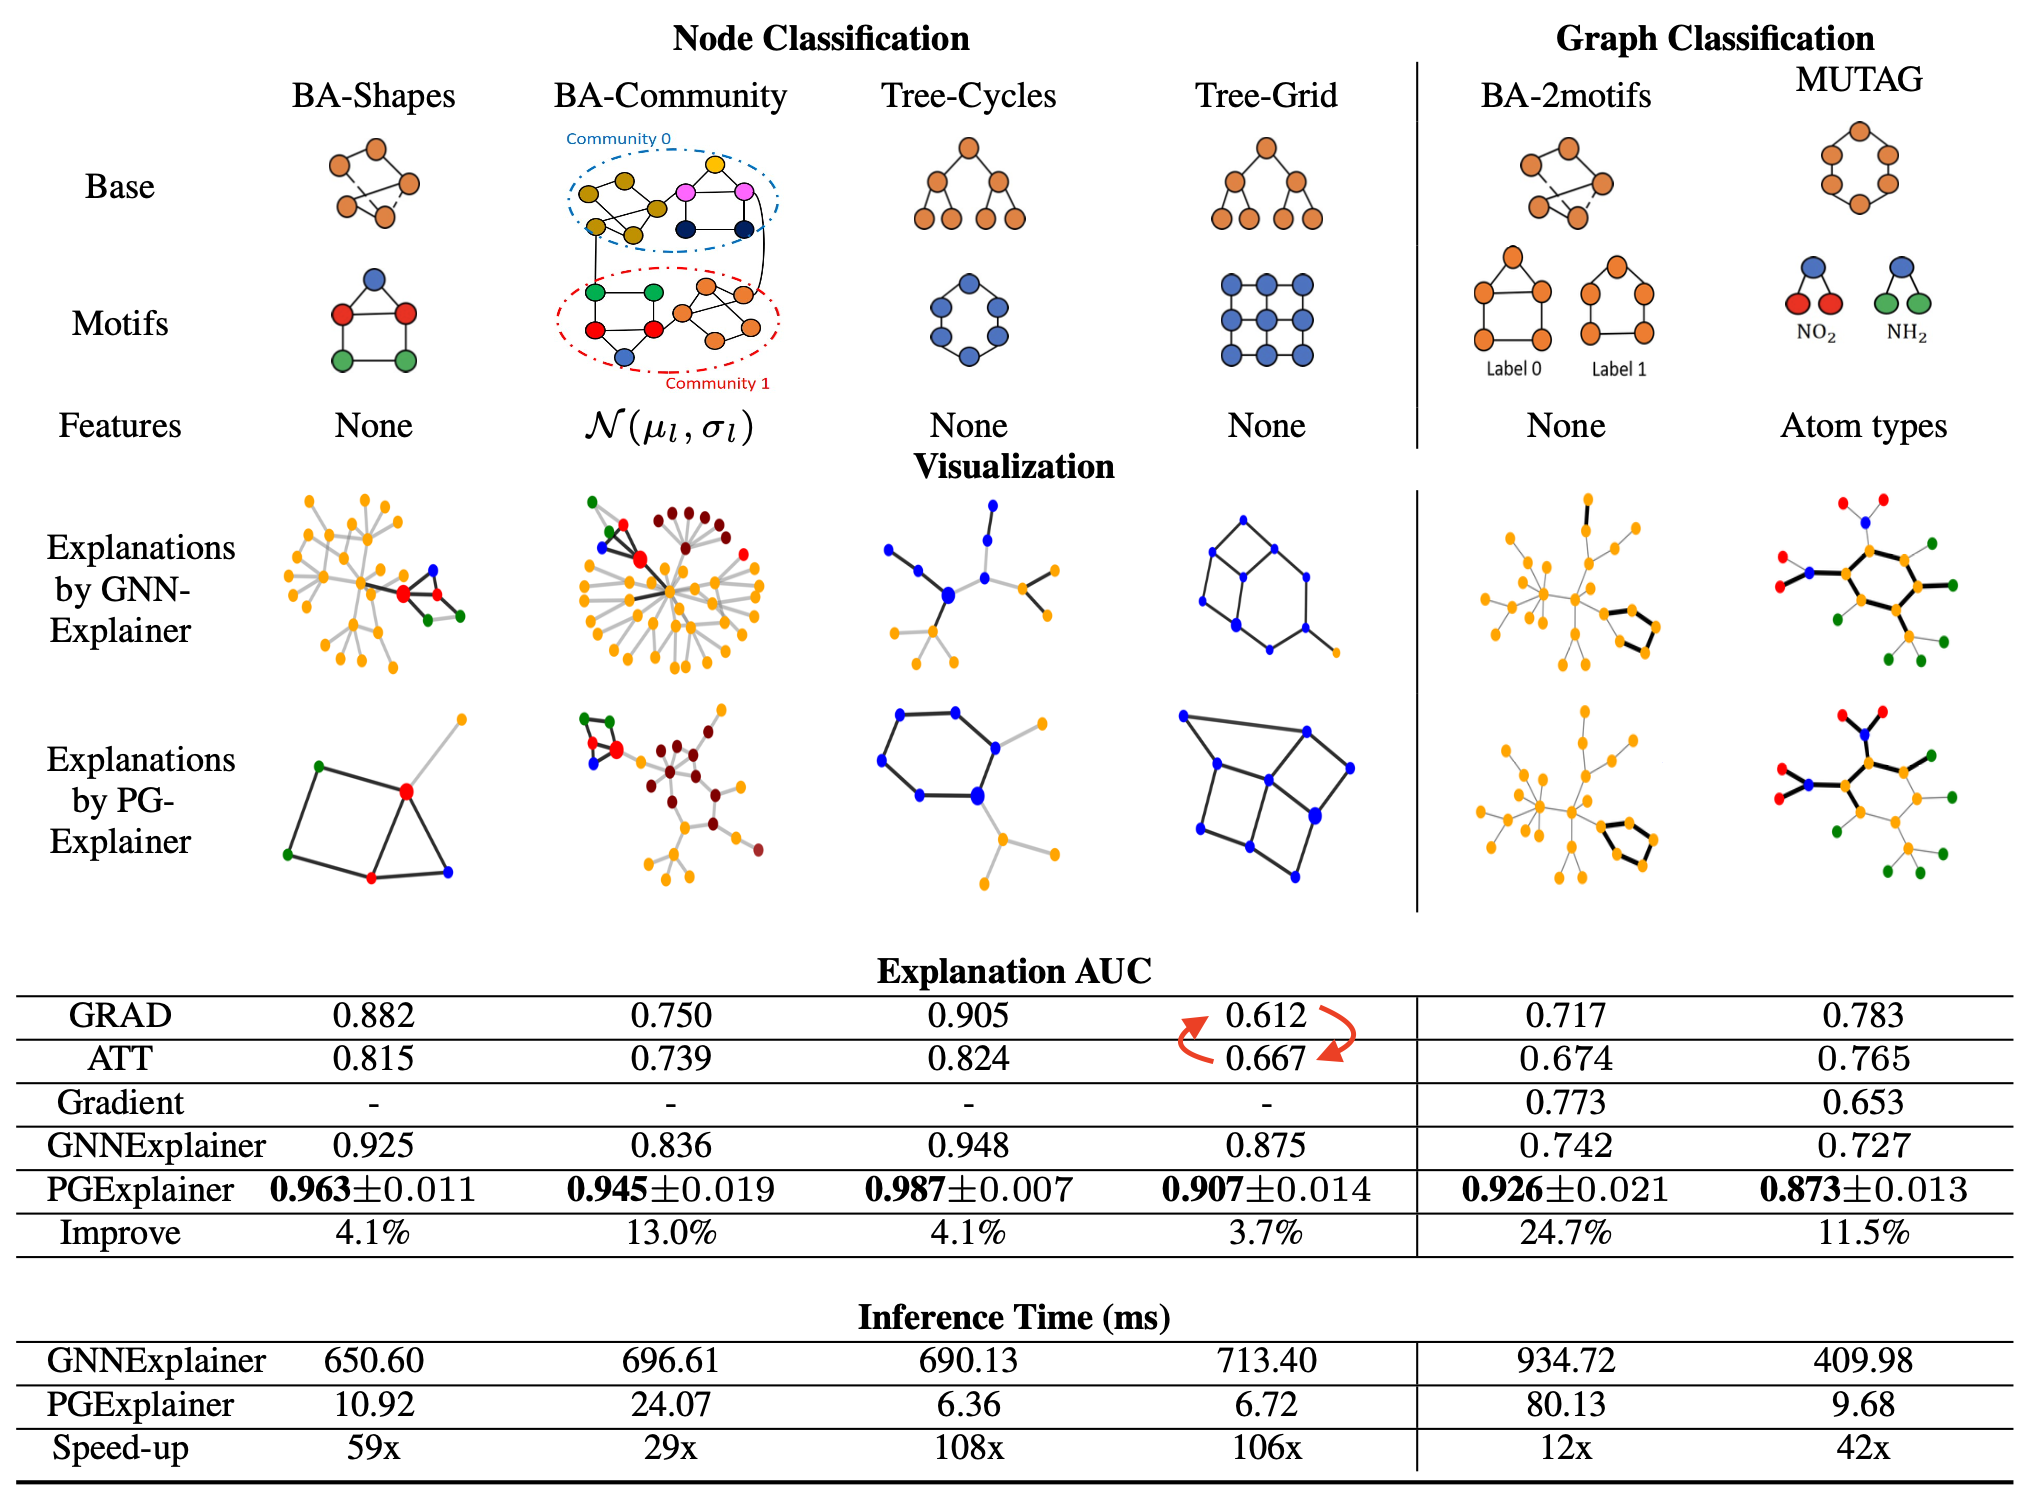 Node Classification Graph Classification
BA-Shapes BA-Community Tree-Cycles Tree-Grid BA-2motifs MUTAG
Community 0
Base
Motifs
NO₂ NH₂
Label 0 Label 1
Community 1
Features None 𝒩(μ_l, σ_l) None None None Atom types
Visualization
Explanations
by GNN-
Explainer
Explanations
by PG-
Explainer
Explanation AUC
GRAD 0.882 0.750 0.905 0.612 0.717 0.783
ATT 0.815 0.739 0.824 0.667 0.674 0.765
Gradient - - - - 0.773 0.653
GNNExplainer 0.925 0.836 0.948 0.875 0.742 0.727
PGExplainer 0.963±0.011 0.945±0.019 0.987±0.007 0.907±0.014 0.926±0.021 0.873±0.013
Improve 4.1% 13.0% 4.1% 3.7% 24.7% 11.5%
Inference Time (ms)
GNNExplainer 650.60 696.61 690.13 713.40 934.72 409.98
PGExplainer 10.92 24.07 6.36 6.72 80.13 9.68
Speed-up 59x 29x 108x 106x 12x 42x